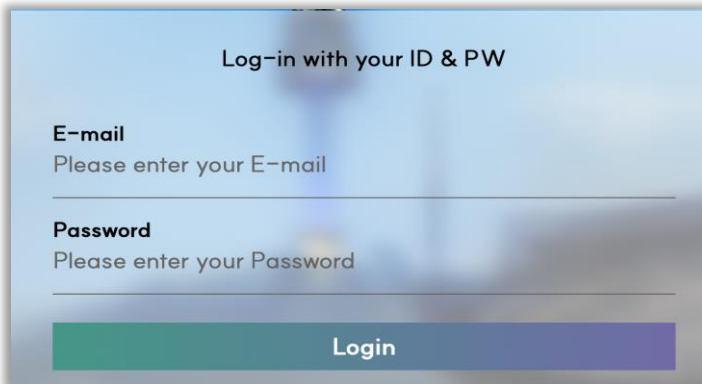 Log-in with your ID & PW
E-mail
Please enter your E-mail
Password
Please enter your Password
Login